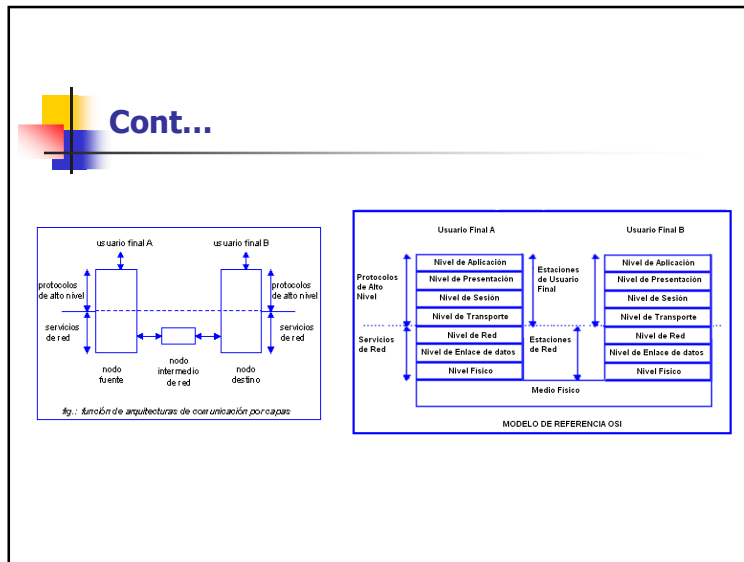 Cont...
usuario final A
usuario final B
protocolos
de alto nivel
protocolos
de alto nivel
servicios
de red
servicios
de red
nodo
fuente
nodo
intermedio
de red
nodo
destino
fig.: función de arquitecturas de comunicación por capas
Usuario Final A
Usuario Final B
Protocolos
de Alto
Nivel
Servicios
de Red
Nivel de Aplicación
Nivel de Presentación
Nivel de Sesión
Nivel de Transporte
Nivel de Red
Nivel de Enlace de datos
Nivel Físico
Estaciones
de Usuario
Final
Estaciones
de Red
Nivel de Aplicación
Nivel de Presentación
Nivel de Sesión
Nivel de Transporte
Nivel de Red
Nivel de Enlace de datos
Nivel Físico
Medio Físico
MODELO DE REFERENCIA OSI